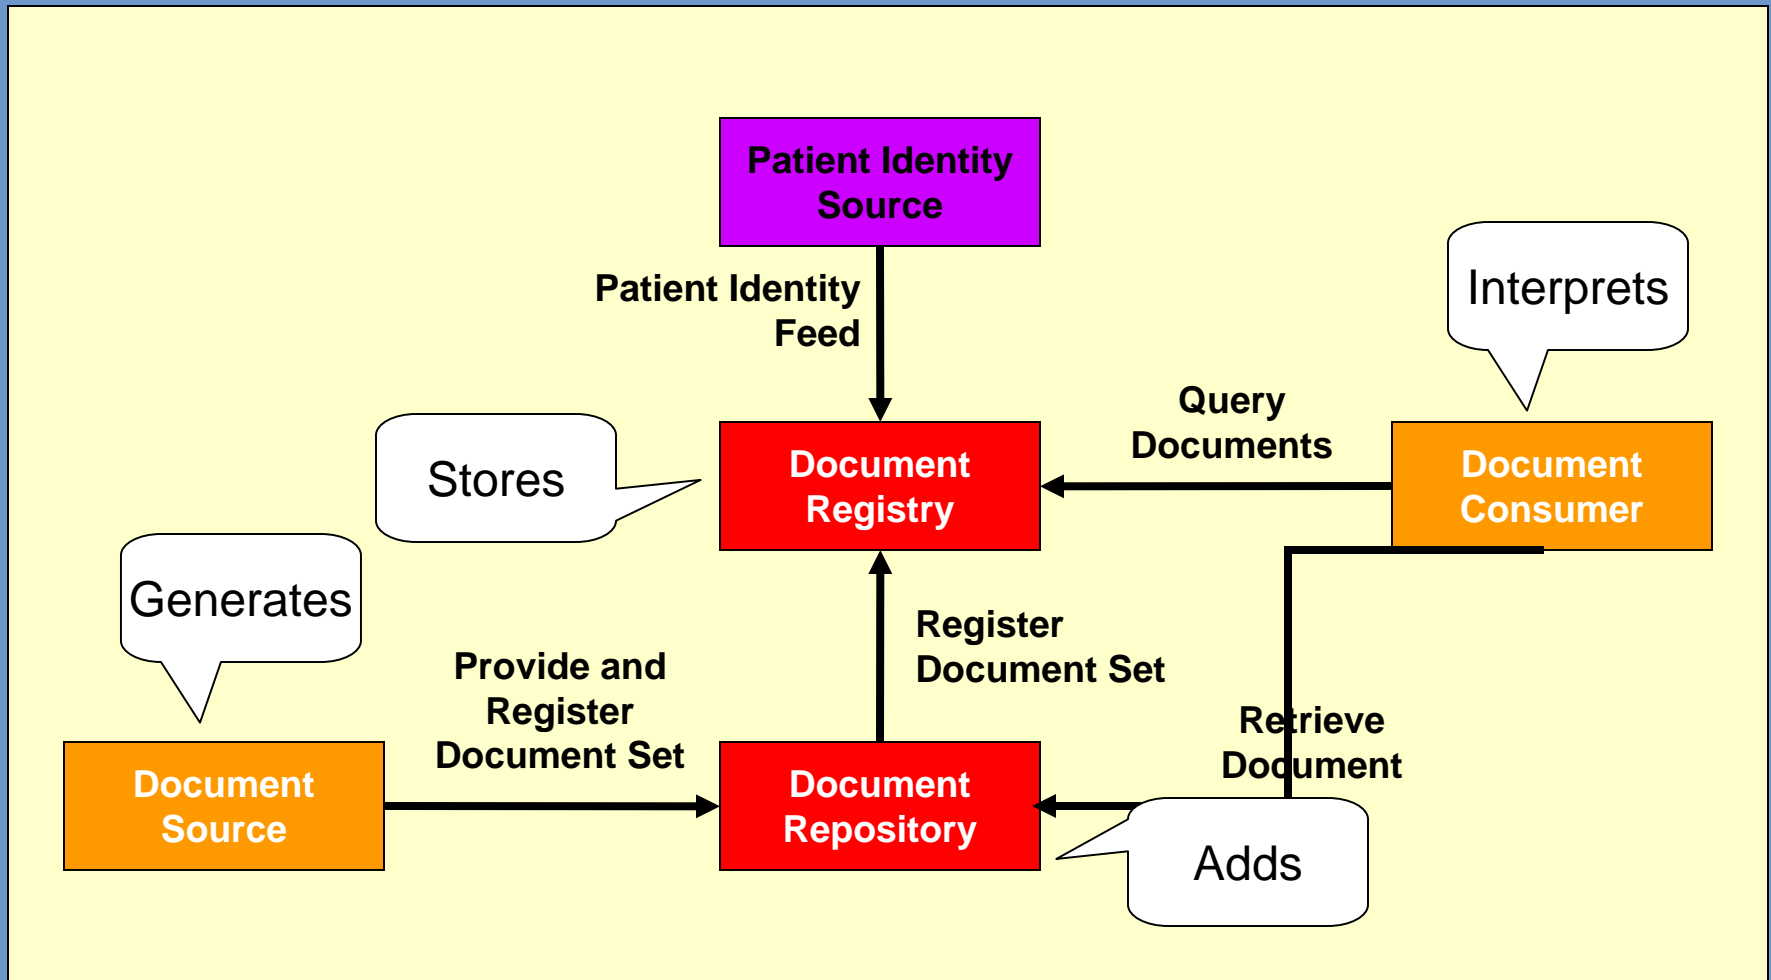 Patient Identity
Source
Patient Identity
Feed
Interprets
Query
Documents
Stores
Document
Registry
Document
Consumer
Generates
Register
Document Set
Provide and
Register
Document Set
Retrieve
Document
Document
Source
Document
Repository
Adds